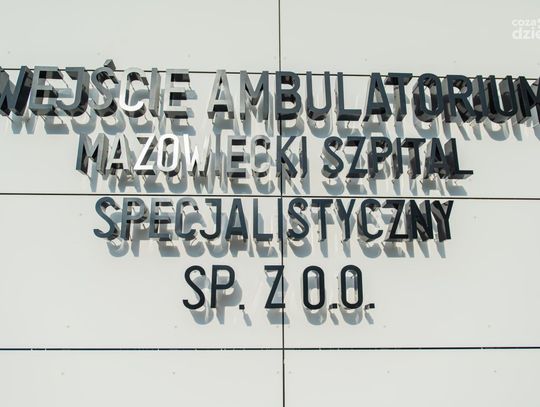 WEJŚCIE AMBULATORIUM
MAZOWIECKI SZPITAL
SPECJALISTYCZNY
SP. Z O.O.